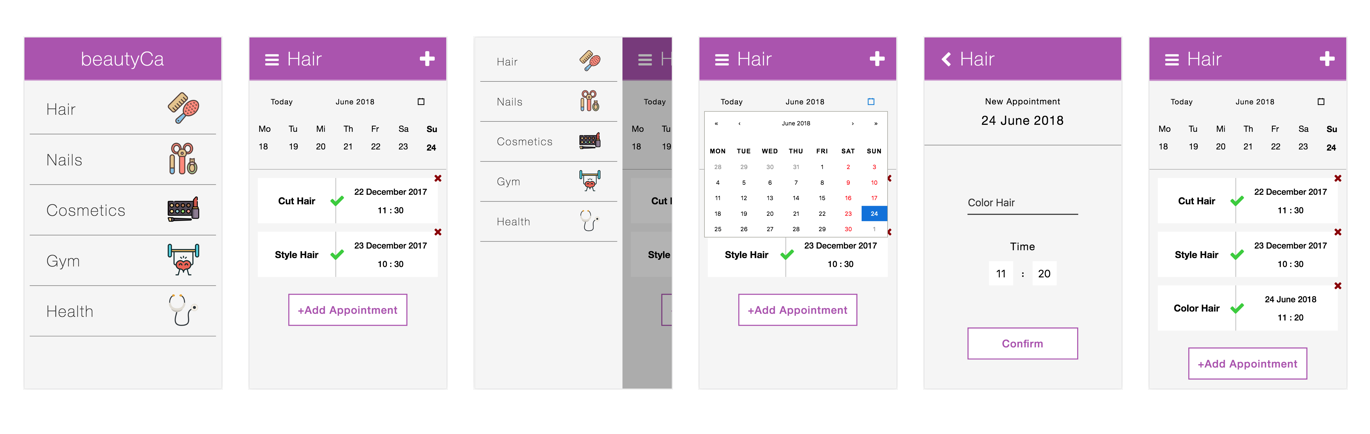 beautyCa
Hair
Nails
Cosmetics
Gym
Health
Hair
Today June 2018
Mo Tu Mi Th Fr Sa Su
18 19 20 21 22 23 24
Cut Hair
22 December 2017
11 : 30
Style Hair
23 December 2017
10 : 30
+Add Appointment
Hair
Nails
Cosmetics
Gym
Health
H
Today
Mo Tu
18 19
Cut H
Style
Hair
Today June 2018
« ‹ June 2018 › »
MON TUE WED THU FRI SAT SUN
28 29 30 31 1 2 3
4 5 6 7 8 9 10
11 12 13 14 15 16 17
18 19 20 21 22 23 24
25 26 27 28 29 30 1
Style Hair
23 December 2017
10 : 30
+Add Appointment
Hair
New Appointment
24 June 2018
Color Hair
Time
11 : 20
Confirm
Hair
Today June 2018
Mo Tu Mi Th Fr Sa Su
18 19 20 21 22 23 24
Cut Hair
22 December 2017
11 : 30
Style Hair
23 December 2017
10 : 30
Color Hair
24 June 2018
11 : 20
+Add Appointment